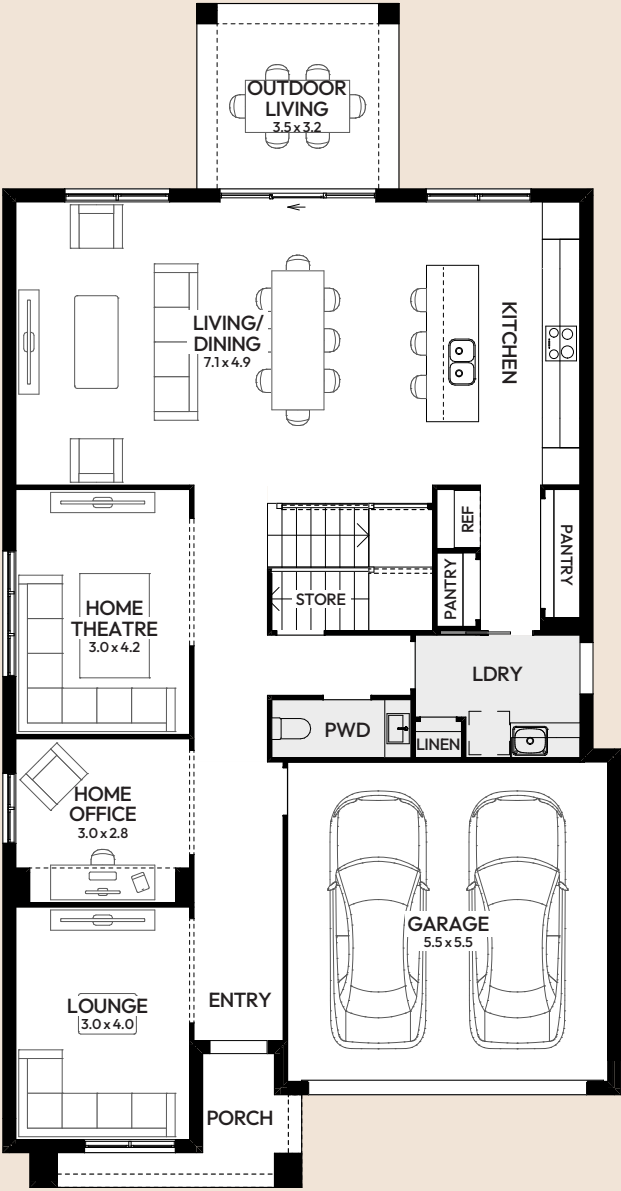 OUTDOOR
LIVING
3.5 x 3.2
LIVING/
DINING
7.1 x 4.9
KITCHEN
REF
PANTRY
PANTRY
STORE
HOME
THEATRE
3.0 x 4.2
LDRY
PWD
LINEN
HOME
OFFICE
3.0 x 2.8
GARAGE
5.5 x 5.5
LOUNGE
3.0 x 4.0
ENTRY
PORCH